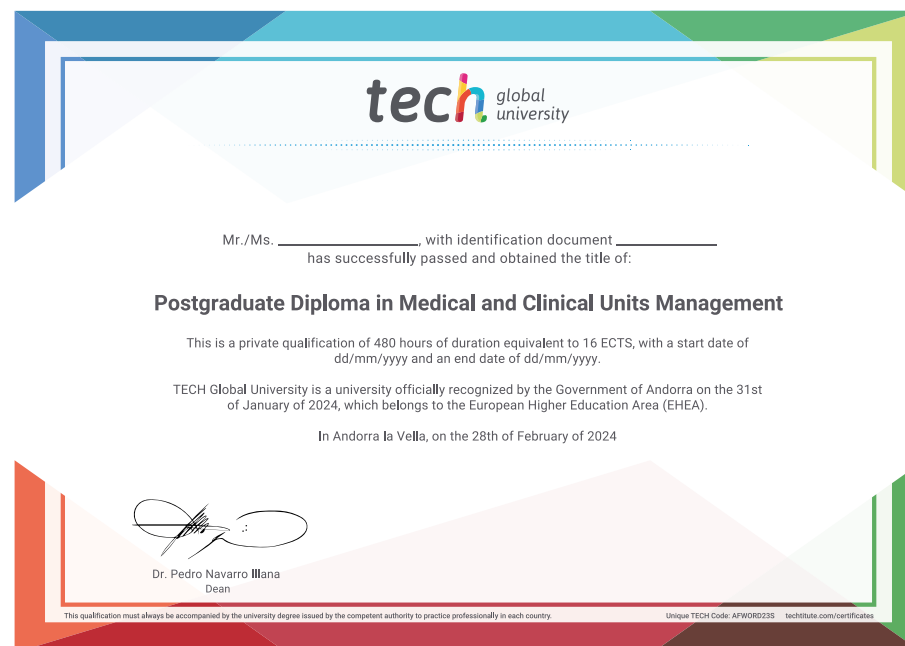 tech global
university
Mr./Ms. ____________________, with identification document ______________
has successfully passed and obtained the title of:
Postgraduate Diploma in Medical and Clinical Units Management
This is a private qualification of 480 hours of duration equivalent to 16 ECTS, with a start date of
dd/mm/yyyy and an end date of dd/mm/yyyy.
TECH Global University is a university officially recognized by the Government of Andorra on the 31st
of January of 2024, which belongs to the European Higher Education Area (EHEA).
In Andorra la Vella, on the 28th of February of 2024
Dr. Pedro Navarro Illana
Dean
This qualification must always be accompanied by the university degree issued by the competent authority to practice professionally in each country.
Unique TECH Code: AFWORD23S techtitute.com/certificates